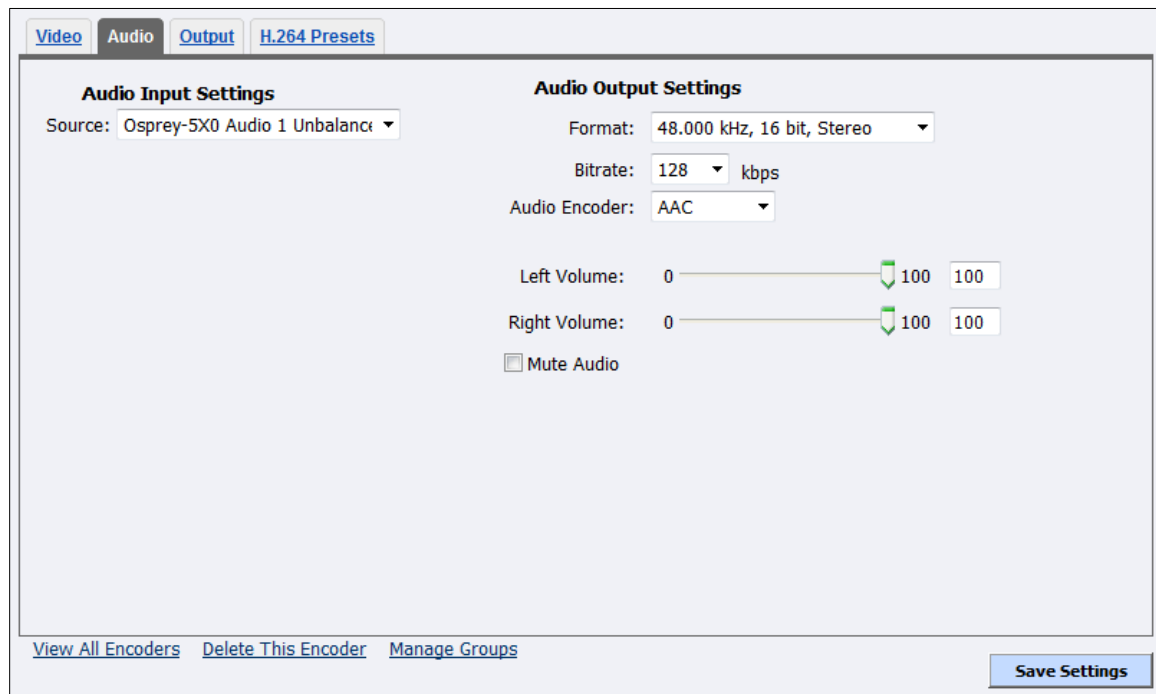 Video Audio Output H.264 Presets
Audio Input Settings
Source: Osprey-5X0 Audio 1 Unbalance
Audio Output Settings
Format: 48.000 kHz, 16 bit, Stereo
Bitrate: 128 kbps
Audio Encoder: AAC
Left Volume: 0 100 100
Right Volume: 0 100 100
Mute Audio
View All Encoders Delete This Encoder Manage Groups
Save Settings